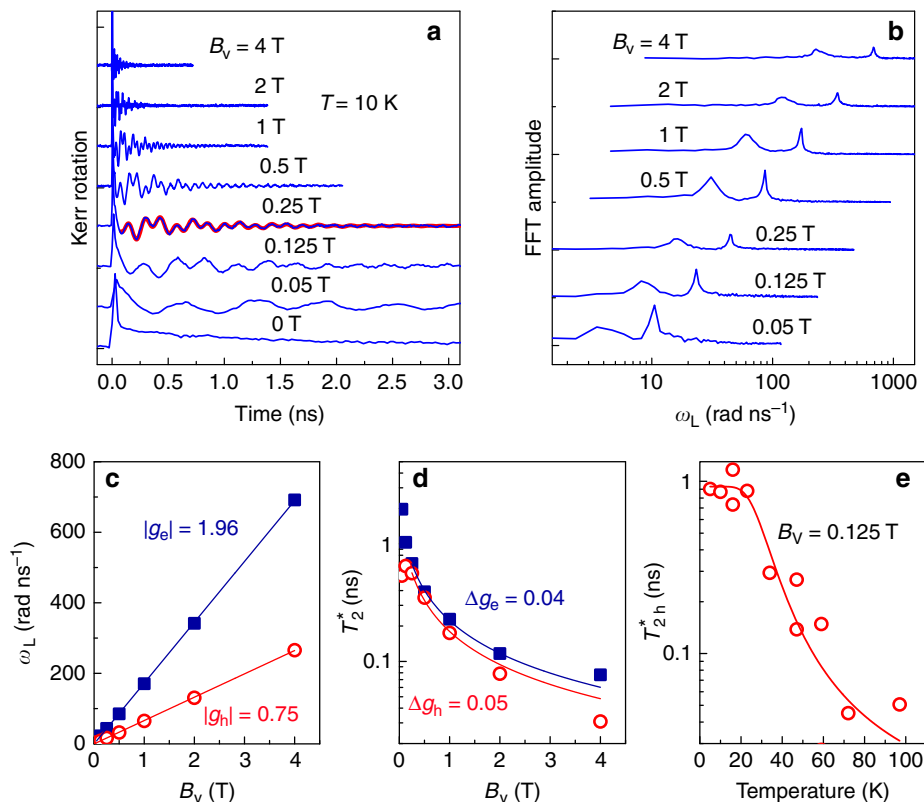 a
Kerr rotation
B_v = 4 T
2 T
T = 10 K
1 T
0.5 T
0.25 T
0.125 T
0.05 T
0 T
0.0 0.5 1.0 1.5 2.0 2.5 3.0
Time (ns)
b
FFT amplitude
B_v = 4 T
2 T
1 T
0.5 T
0.25 T
0.125 T
0.05 T
10 100 1000
ω_L (rad ns⁻¹)
c
ω_L (rad ns⁻¹)
800
600
400
200
0
|g_e| = 1.96
|g_h| = 0.75
0 1 2 3 4
B_v (T)
d
T*_2 (ns)
1
0.1
Δg_e = 0.04
Δg_h = 0.05
0 1 2 3 4
B_v (T)
e
T*_2 h (ns)
1
0.1
B_V = 0.125 T
0 20 40 60 80 100
Temperature (K)